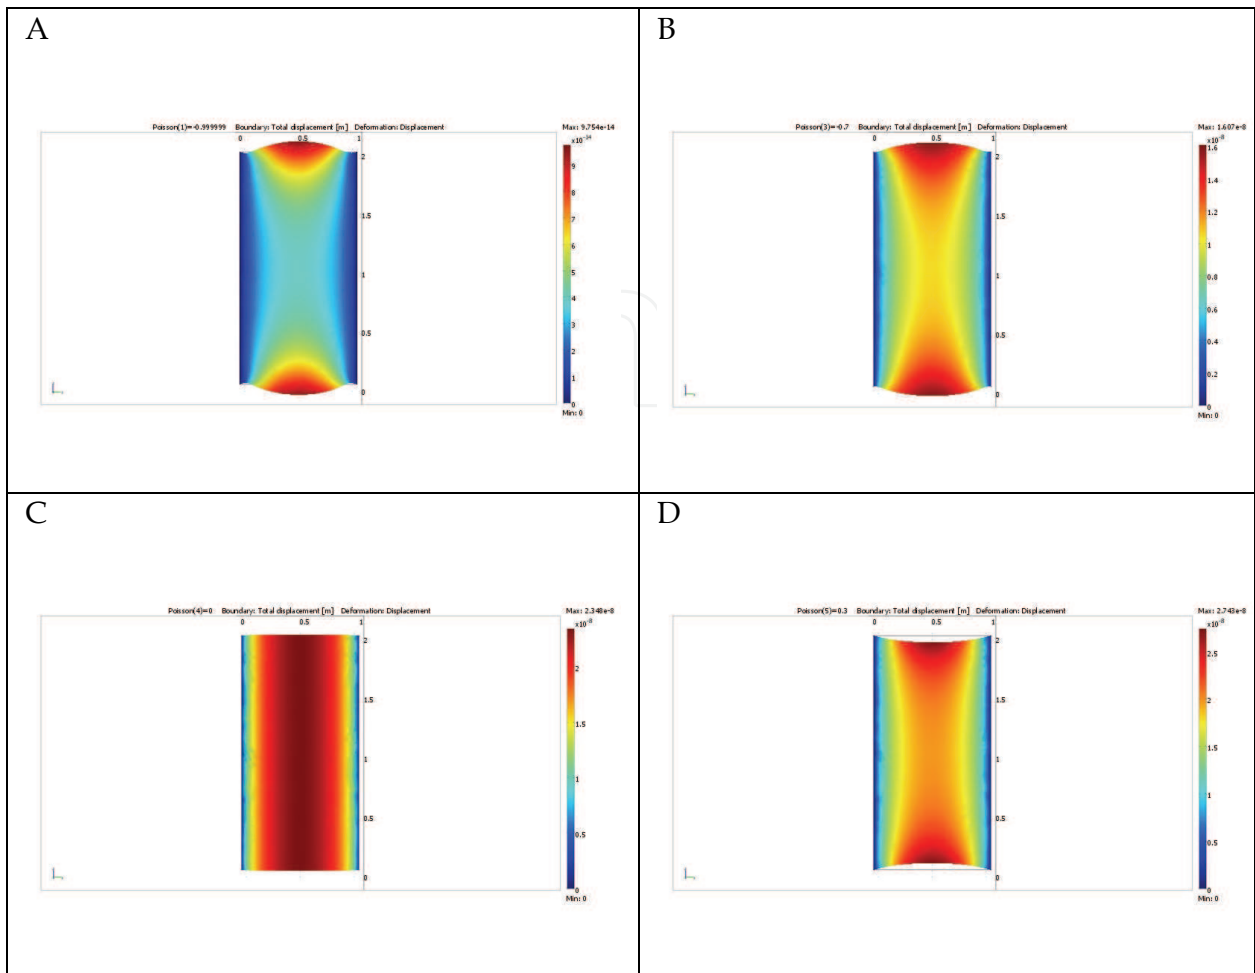 A
Poisson(1)=-0.999999 Boundary: Total displacement [m] Deformation: Displacement
Max: 9.754e-14
0 0.5 1
×10⁻¹⁴
2
1.5
1
0.5
0
9
8
7
6
5
4
3
2
1
0
Min: 0
B
Poisson(3)=-0.7 Boundary: Total displacement [m] Deformation: Displacement
Max: 1.607e-8
0 0.5 1
×10⁻⁸
2
1.5
1
0.5
0
1.6
1.4
1.2
1
0.8
0.6
0.4
0.2
0
Min: 0
C
Poisson(4)=0 Boundary: Total displacement [m] Deformation: Displacement
Max: 2.348e-8
0 0.5 1
×10⁻⁸
2
1.5
1
0.5
0
2
1.5
1
0.5
0
Min: 0
D
Poisson(5)=0.3 Boundary: Total displacement [m] Deformation: Displacement
Max: 2.743e-8
0 0.5 1
×10⁻⁸
2
1.5
1
0.5
0
2.5
2
1.5
1
0.5
0
Min: 0